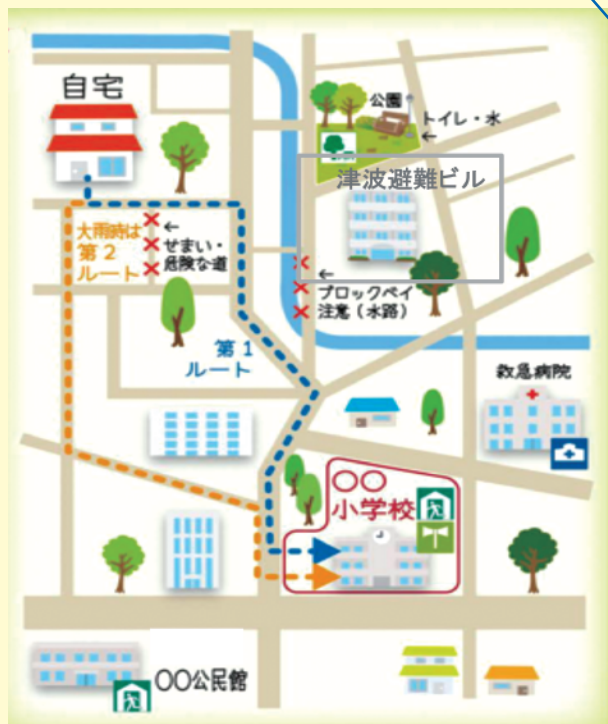 自宅
公園
トイレ・水
←
津波避難ビル
大雨時は
第2
ルート
←
せまい・
危険な道
←
ブロックベイ
注意(水路)
第1
ルート
救急病院
〇〇
小学校
〇〇公民館